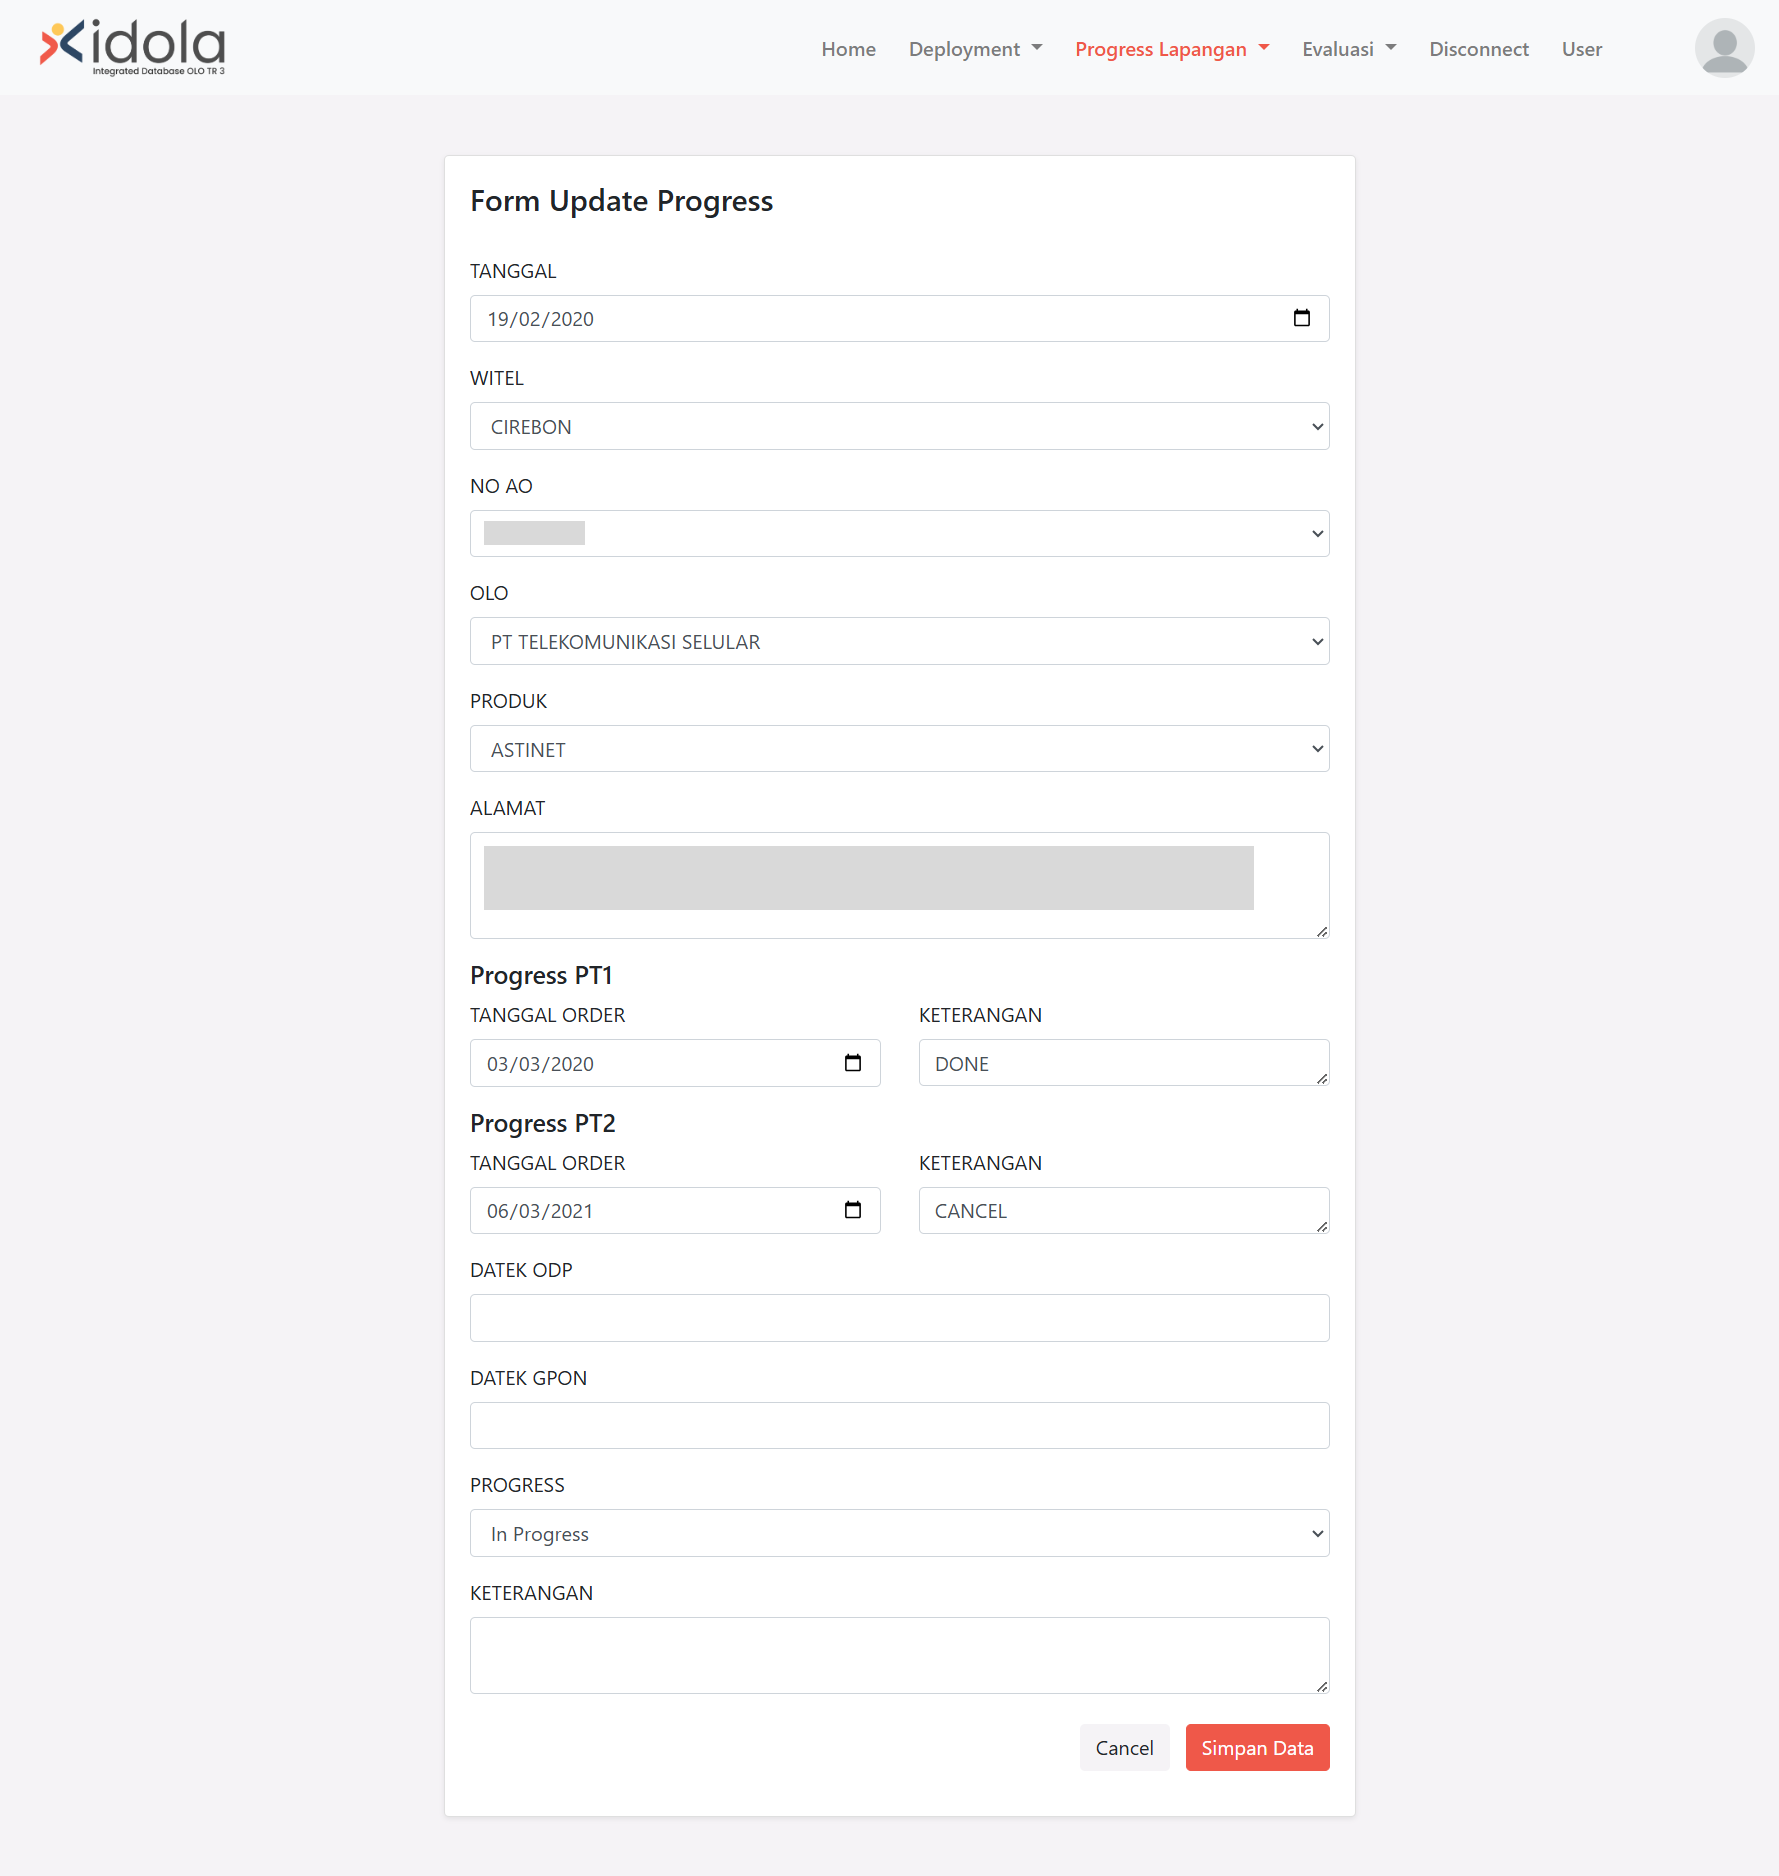 idola
Integrated Database OLO TR 3
Home Deployment Progress Lapangan Evaluasi Disconnect User
Form Update Progress
TANGGAL
19/02/2020
WITEL
CIREBON
NO AO
OLO
PT TELEKOMUNIKASI SELULAR
PRODUK
ASTINET
ALAMAT
Progress PT1
TANGGAL ORDER KETERANGAN
03/03/2020 DONE
Progress PT2
TANGGAL ORDER KETERANGAN
06/03/2021 CANCEL
DATEK ODP
DATEK GPON
PROGRESS
In Progress
KETERANGAN
Cancel Simpan Data